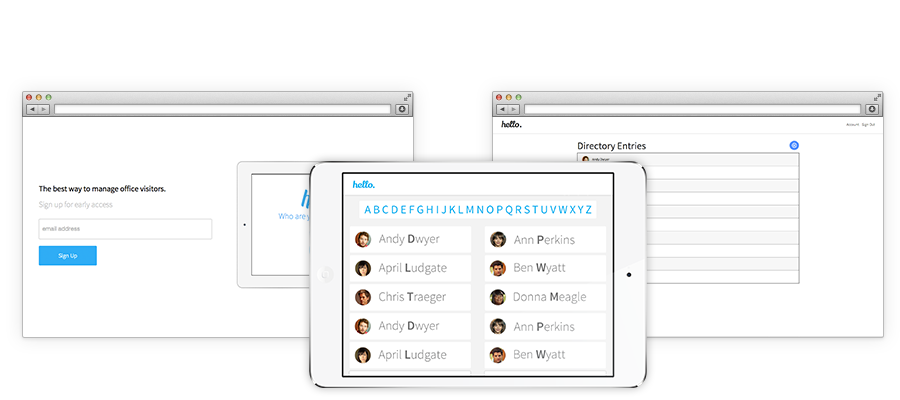 The best way to manage office visitors.
Sign up for early access
email address
Sign Up
Who are
hello.
A B C D E F G H I J K L M N O P Q R S T U V W X Y Z
Andy Dwyer
Ann Perkins
April Ludgate
Ben Wyatt
Chris Traeger
Donna Meagle
Andy Dwyer
Ann Perkins
April Ludgate
Ben Wyatt
hello.
Account Sign Out
Directory Entries
Andy Dwyer